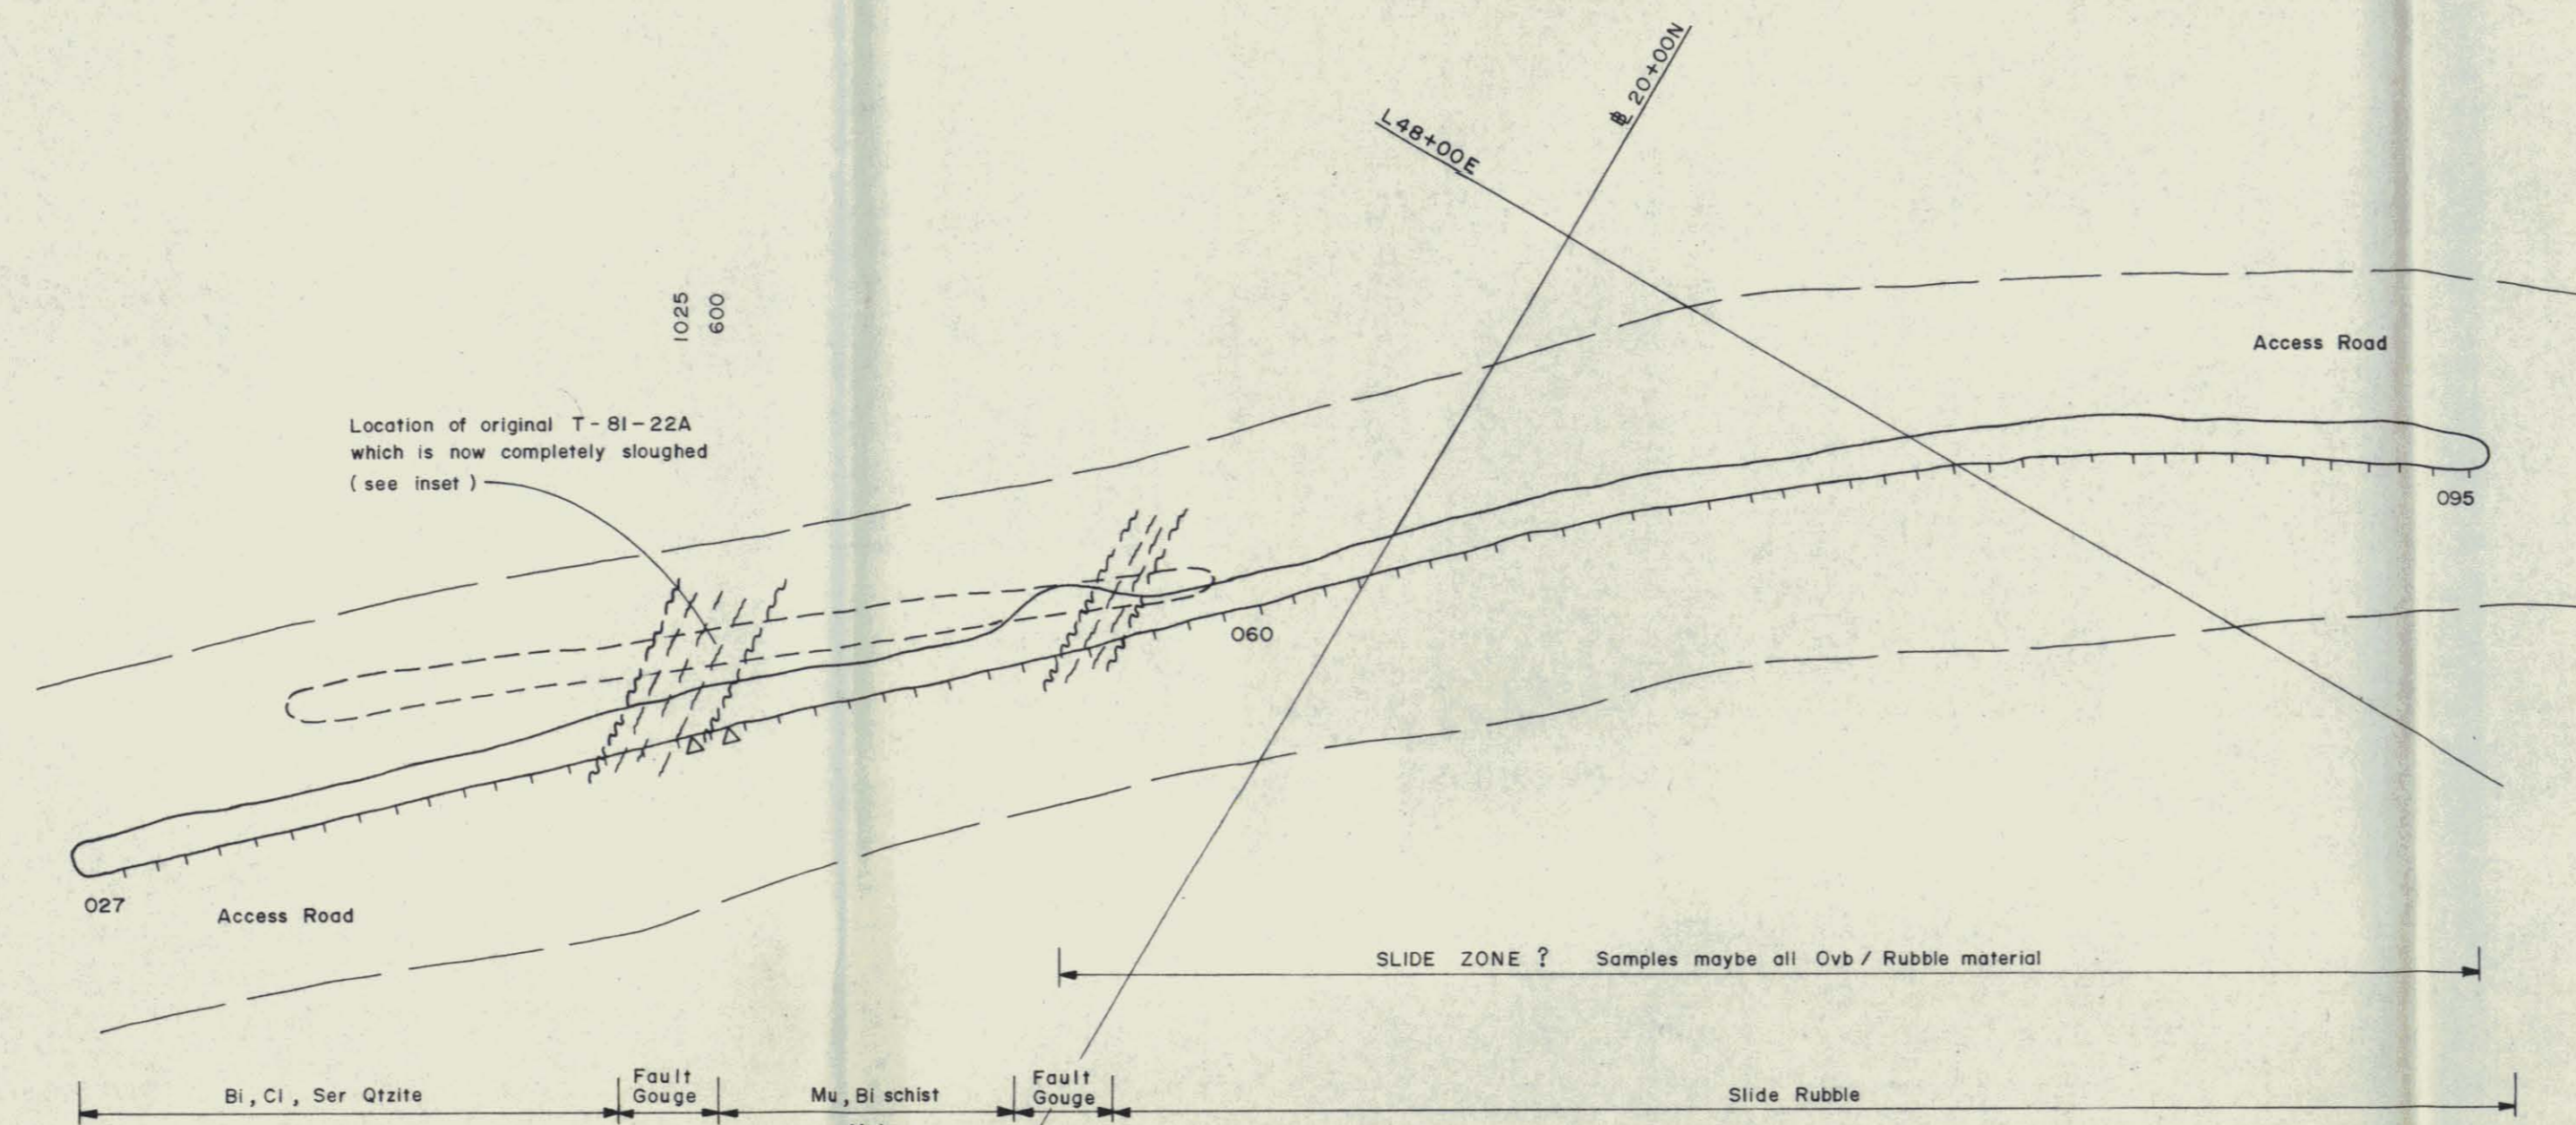 20+00N
L48+00E
1025
600
Access Road
Location of original T-81-22A
which is now completely sloughed
(see inset)
095
060
027
Access Road
SLIDE ZONE ? Samples maybe all Ovb / Rubble material
Fault
Gouge
Fault
Gouge
Bi, Cl, Ser Qtzite
Mu, Bi schist
Slide Rubble